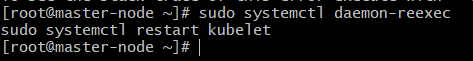 [root@master-node ~]# sudo systemctl daemon-reexec
sudo systemctl restart kubelet
[root@master-node ~]#